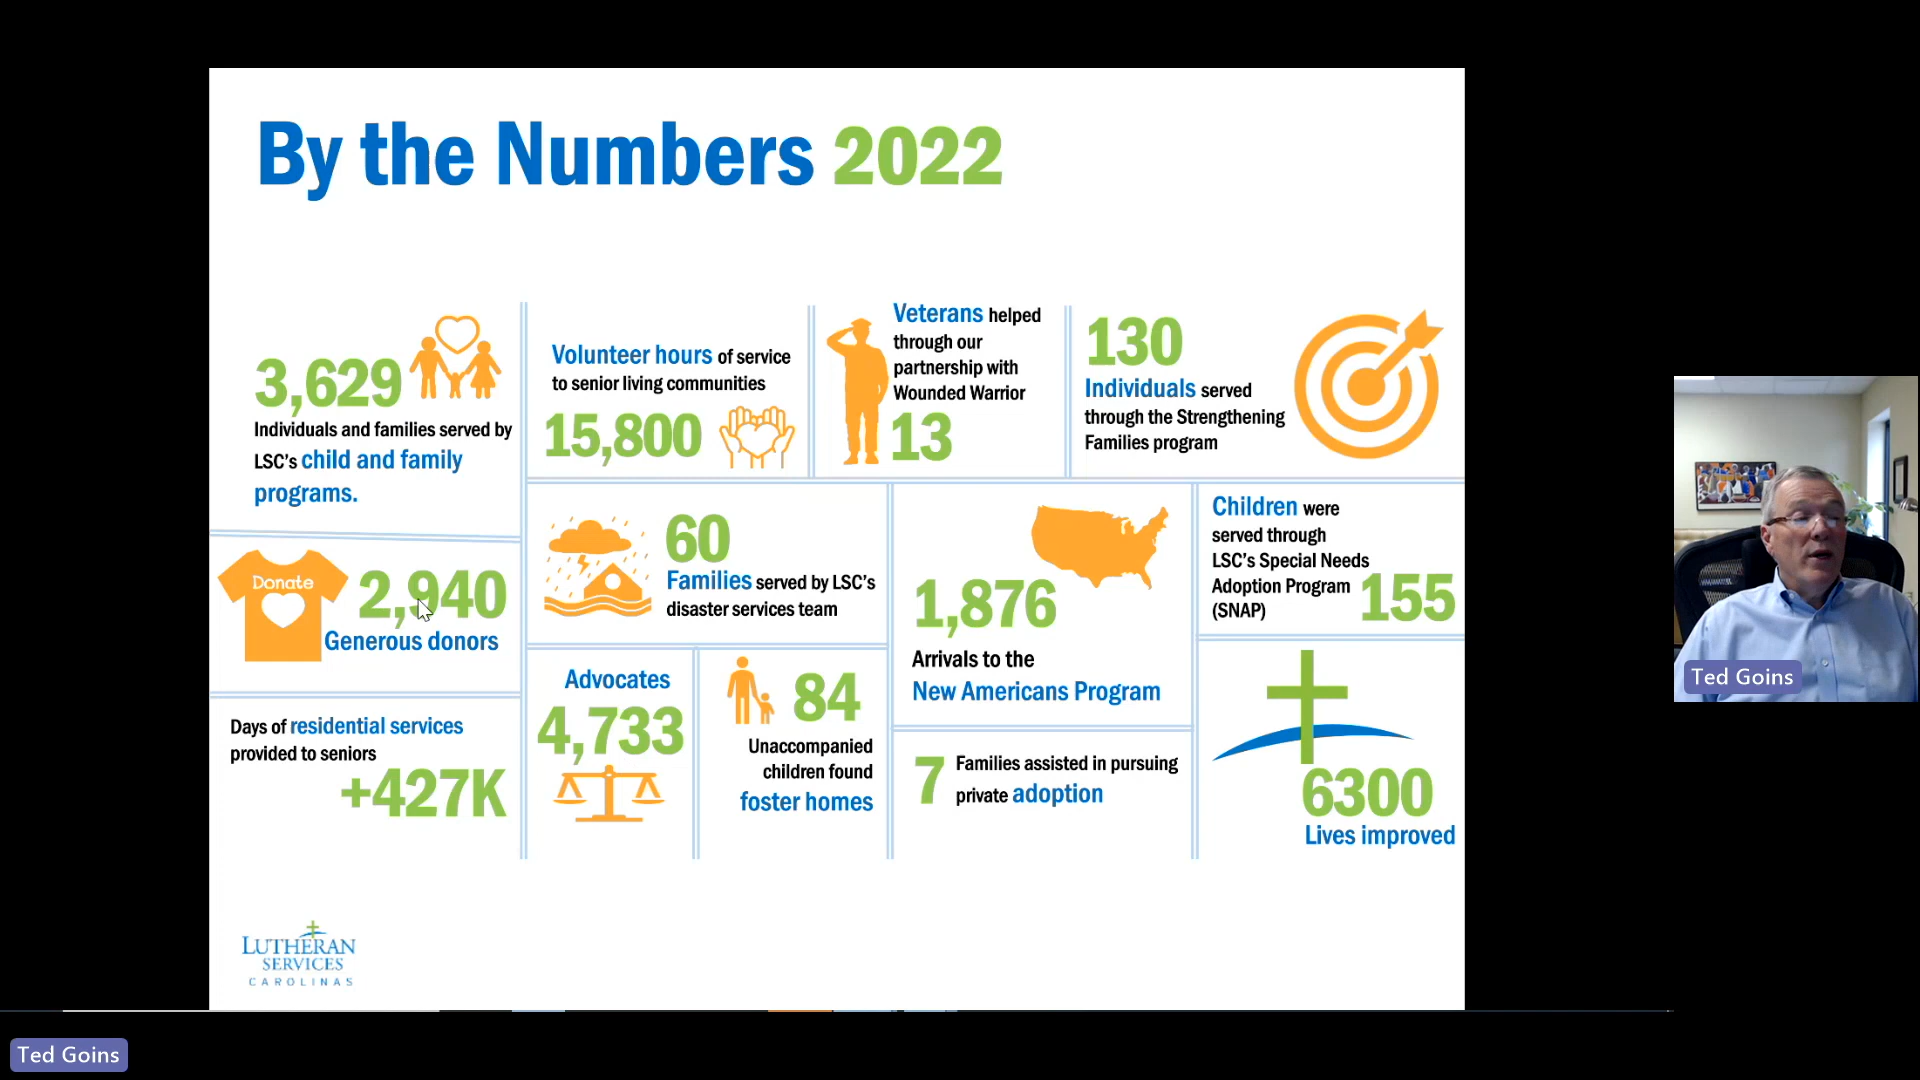 By the Numbers 2022
3,629
Individuals and families served by
LSC's child and family
programs.
Volunteer hours of service
to senior living communities
15,800
Veterans helped
through our
partnership with
Wounded Warrior
13
130
Individuals served
through the Strengthening
Families program
Donate
2,940
Generous donors
60
Families served by LSC's
disaster services team
1,876
Arrivals to the
New Americans Program
Children were
served through
LSC's Special Needs
Adoption Program
(SNAP)
155
Days of residential services
provided to seniors
+427K
Advocates
4,733
84
Unaccompanied
children found
foster homes
7
Families assisted in pursuing
private adoption
6300
Lives improved
LUTHERAN
SERVICES
CAROLINAS
Ted Goins
Ted Goins